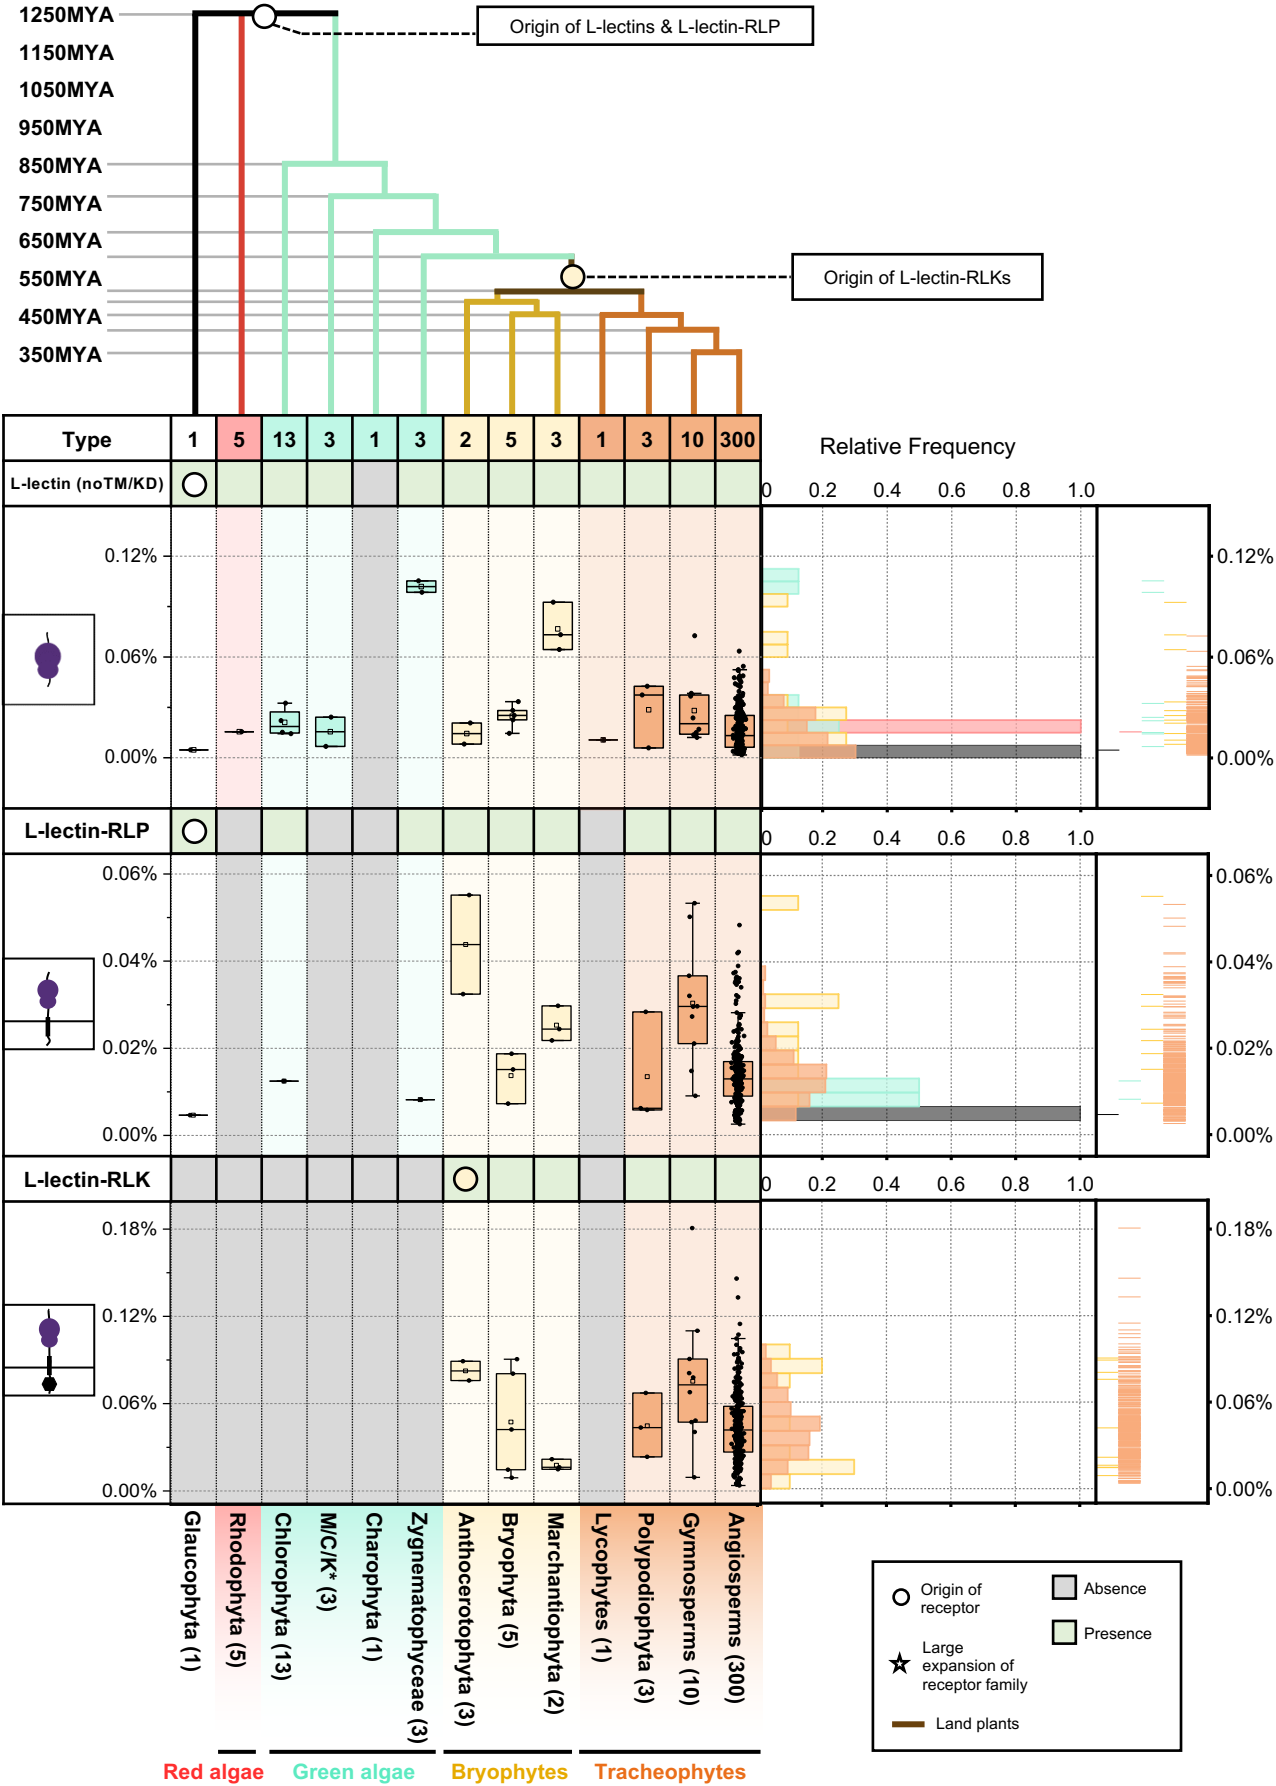 1250MYA
Origin of L-lectins & L-lectin-RLP
1150MYA
1050MYA
950MYA
850MYA
750MYA
650MYA
550MYA
Origin of L-lectin-RLKs
450MYA
350MYA
Type 1 5 13 3 1 3 2 5 3 1 3 10 300
Relative Frequency
L-lectin (noTM/KD)
0 0.2 0.4 0.6 0.8 1.0
0.12% 0.12%
0.06% 0.06%
0.00% 0.00%
L-lectin-RLP
0 0.2 0.4 0.6 0.8 1.0
0.06% 0.06%
0.04% 0.04%
0.02% 0.02%
0.00% 0.00%
L-lectin-RLK
0 0.2 0.4 0.6 0.8 1.0
0.18% 0.18%
0.12% 0.12%
0.06% 0.06%
0.00% 0.00%
Glaucophyta (1)
Rhodophyta (5)
Chlorophyta (13)
M/C/K* (3)
Charophyta (1)
Zygnematophyceae (3)
Anthocerotophyta (3)
Bryophyta (5)
Marchantiophyta (2)
Lycophytes (1)
Polypodiophyta (3)
Gymnosperms (10)
Angiosperms (300)
Red algae Green algae Bryophytes Tracheophytes
Origin of
receptor
Absence
Presence
Large
expansion of
receptor family
Land plants